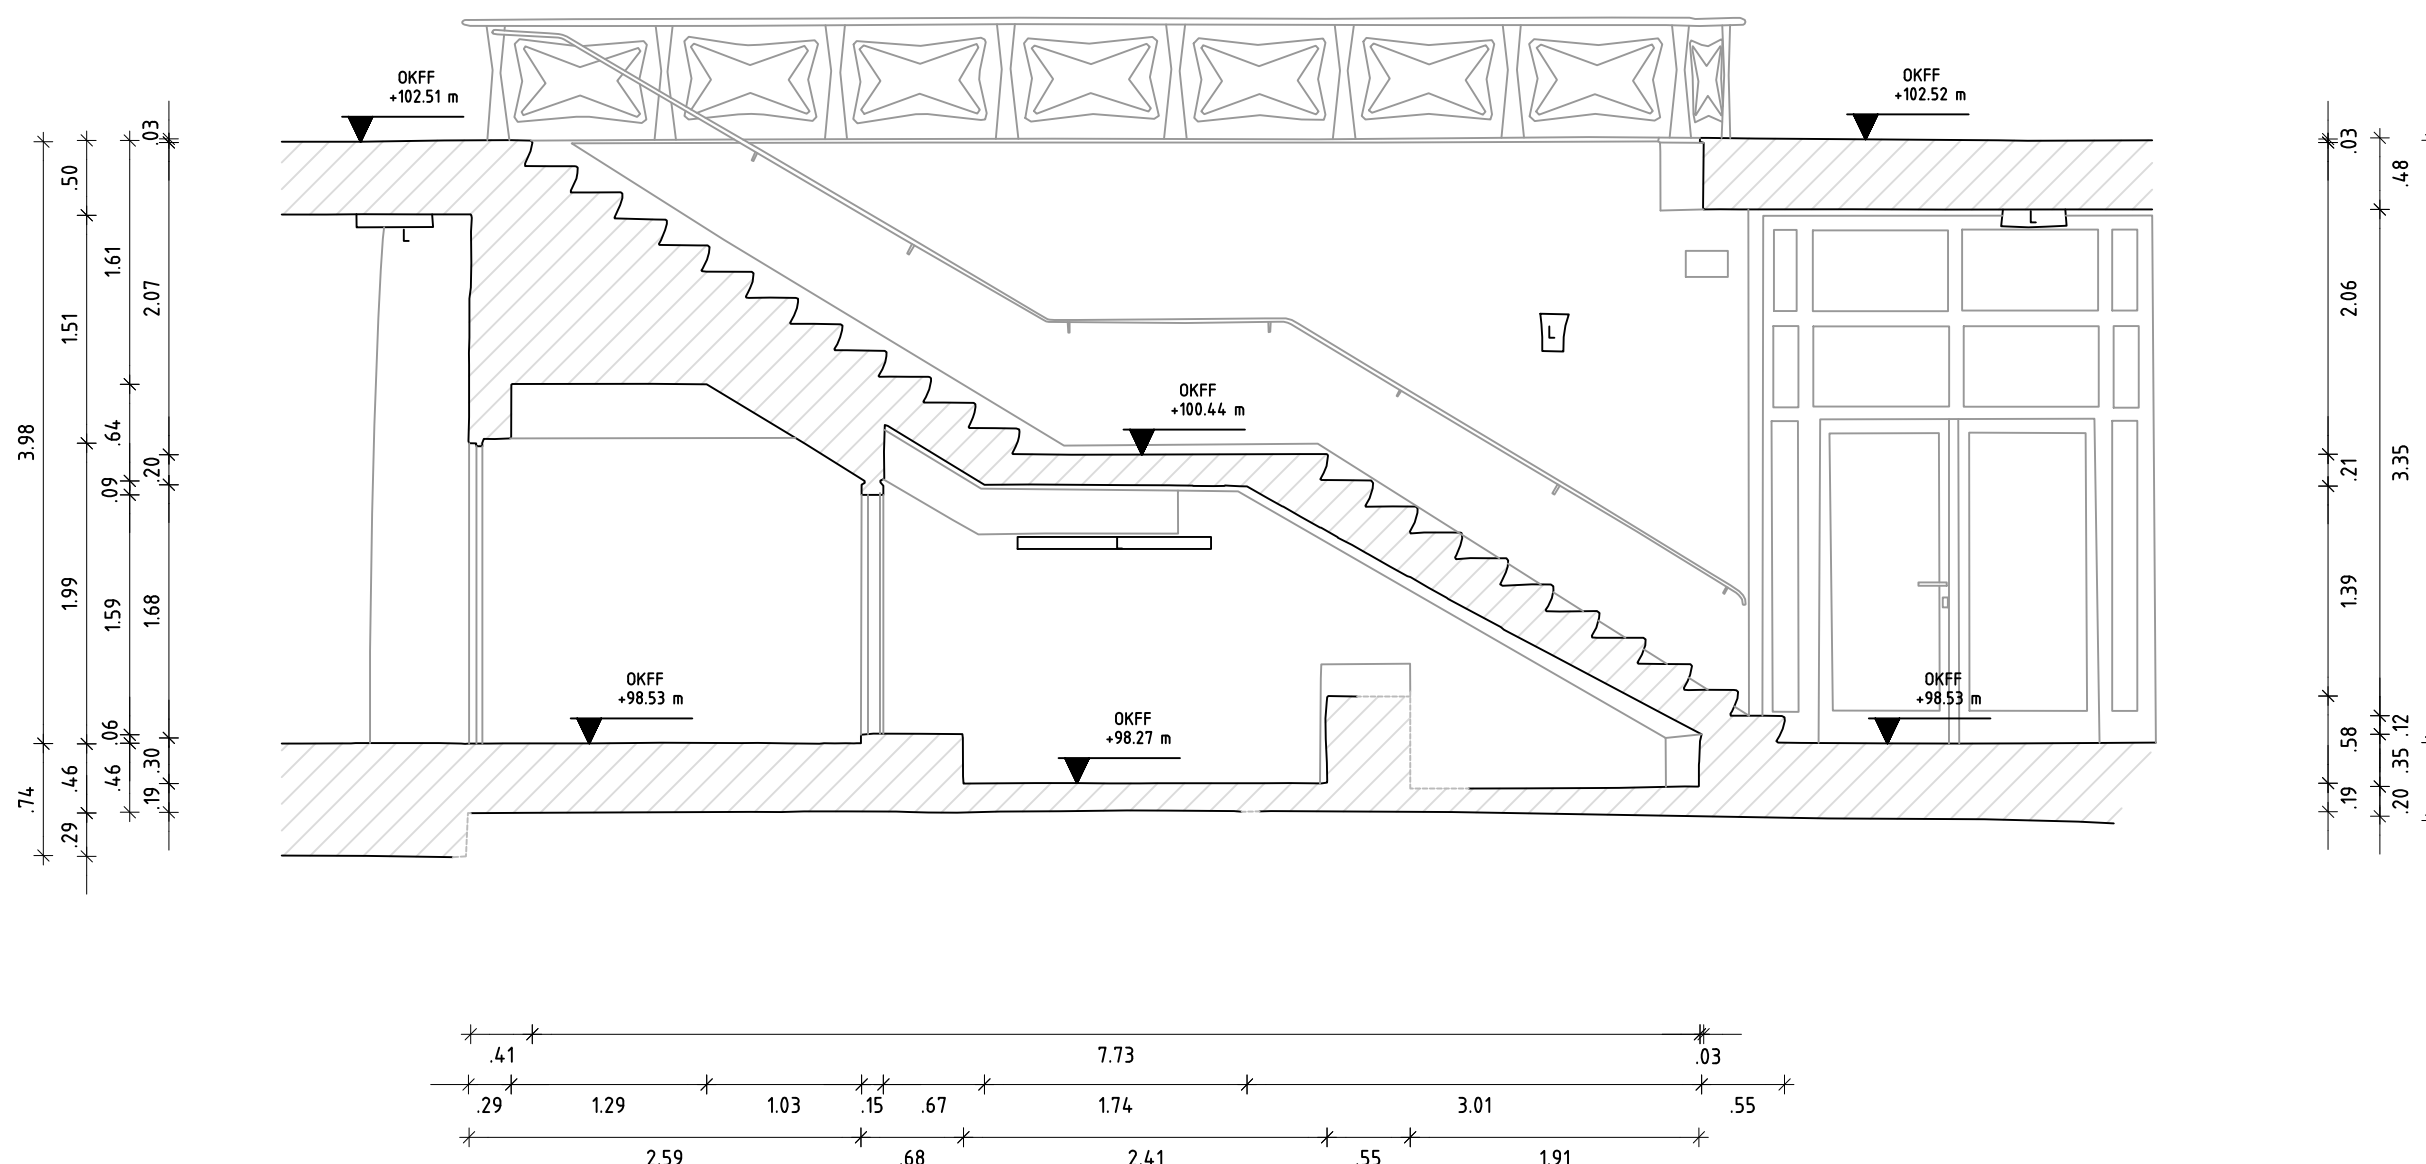 OKFF
+102.51 m
OKFF
+102.52 m
L
L
L
OKFF
+100.44 m
OKFF
+98.53 m
OKFF
+98.27 m
OKFF
+98.53 m
L
3.98
.74
.50
1.51
1.99
.46
.29
1.61
.64
.09
1.59
.06
.46
.03
2.07
.20
1.68
.30
.19
.03
2.06
.21
1.39
.58
.19
.48
3.35
.12
.35
.20
.41
7.73
.03
.29
1.29
1.03
.15
.67
1.74
3.01
.55
2.59
.68
2.41
.55
1.91